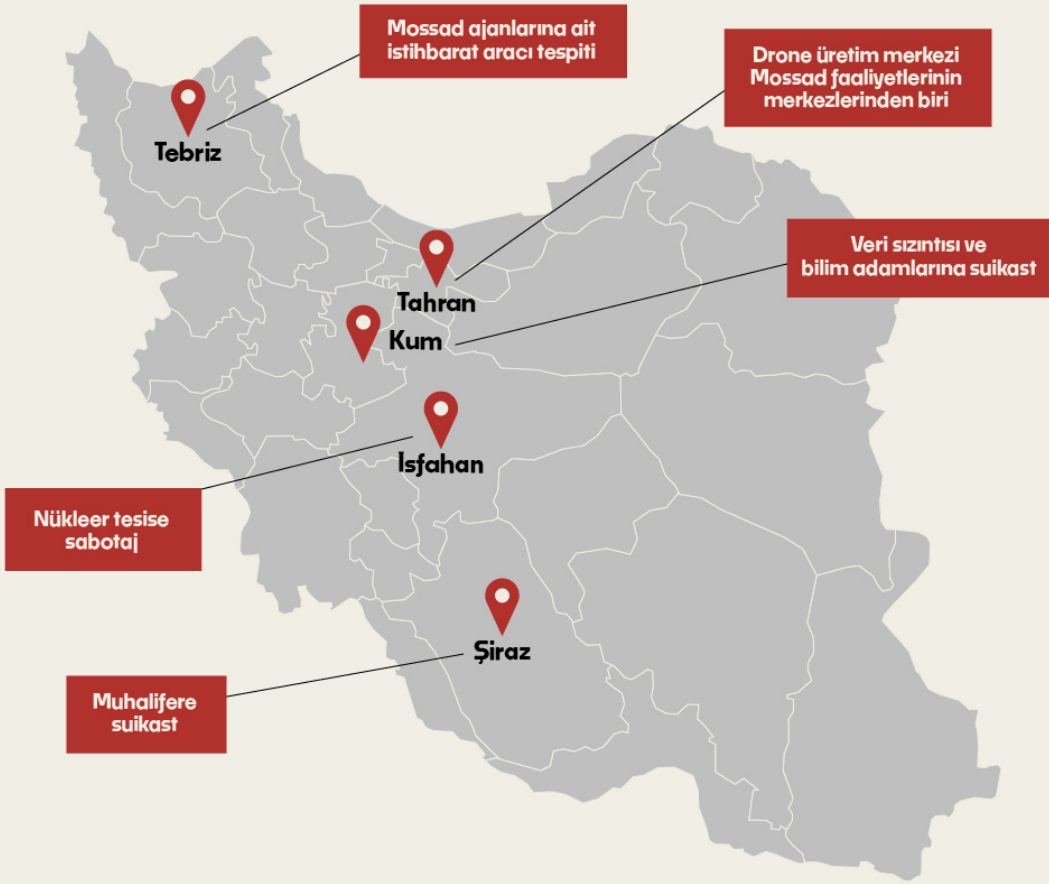 Mossad ajanlarına ait
istihbarat aracı tespiti
Drone üretim merkezi
Mossad faaliyetlerinin
merkezlerinden biri
Tebriz
Veri sızıntısı ve
bilim adamlarına suikast
Tahran
Kum
Isfahan
Nükleer tesise
sabotaj
Şiraz
Muhalifere
suikast